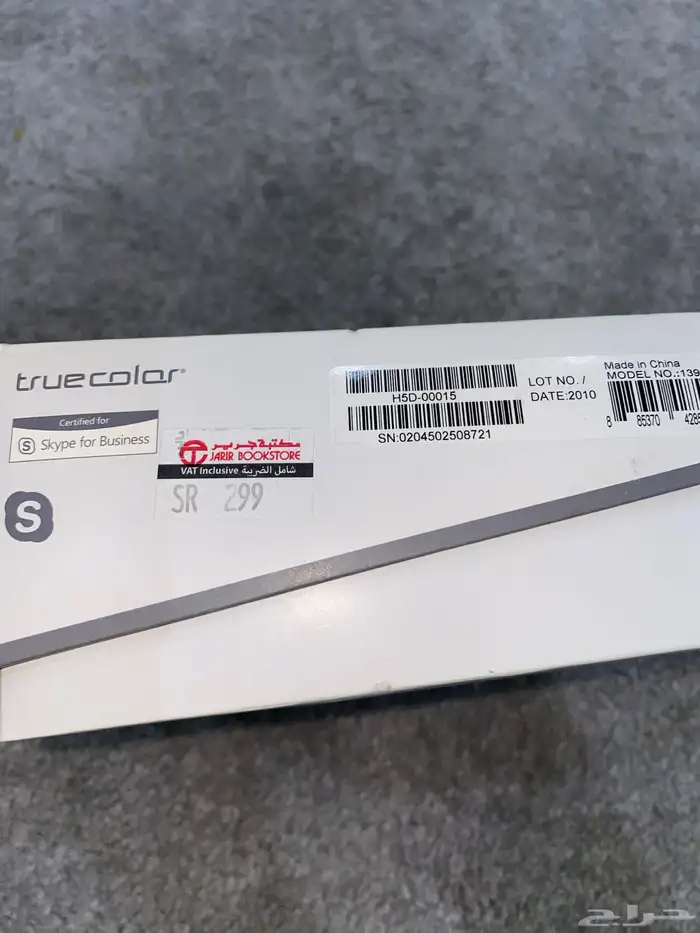 truecolor®
Certified for
S Skype for Business
S
مكتبة جرير
JARIR BOOKSTORE
VAT Inclusive شامل الضريبة
SR 299
H5D-00015
SN:0204502508721
LOT NO. /
DATE:2010
Made in China
MODEL NO.:139
8 85370 428
حراج